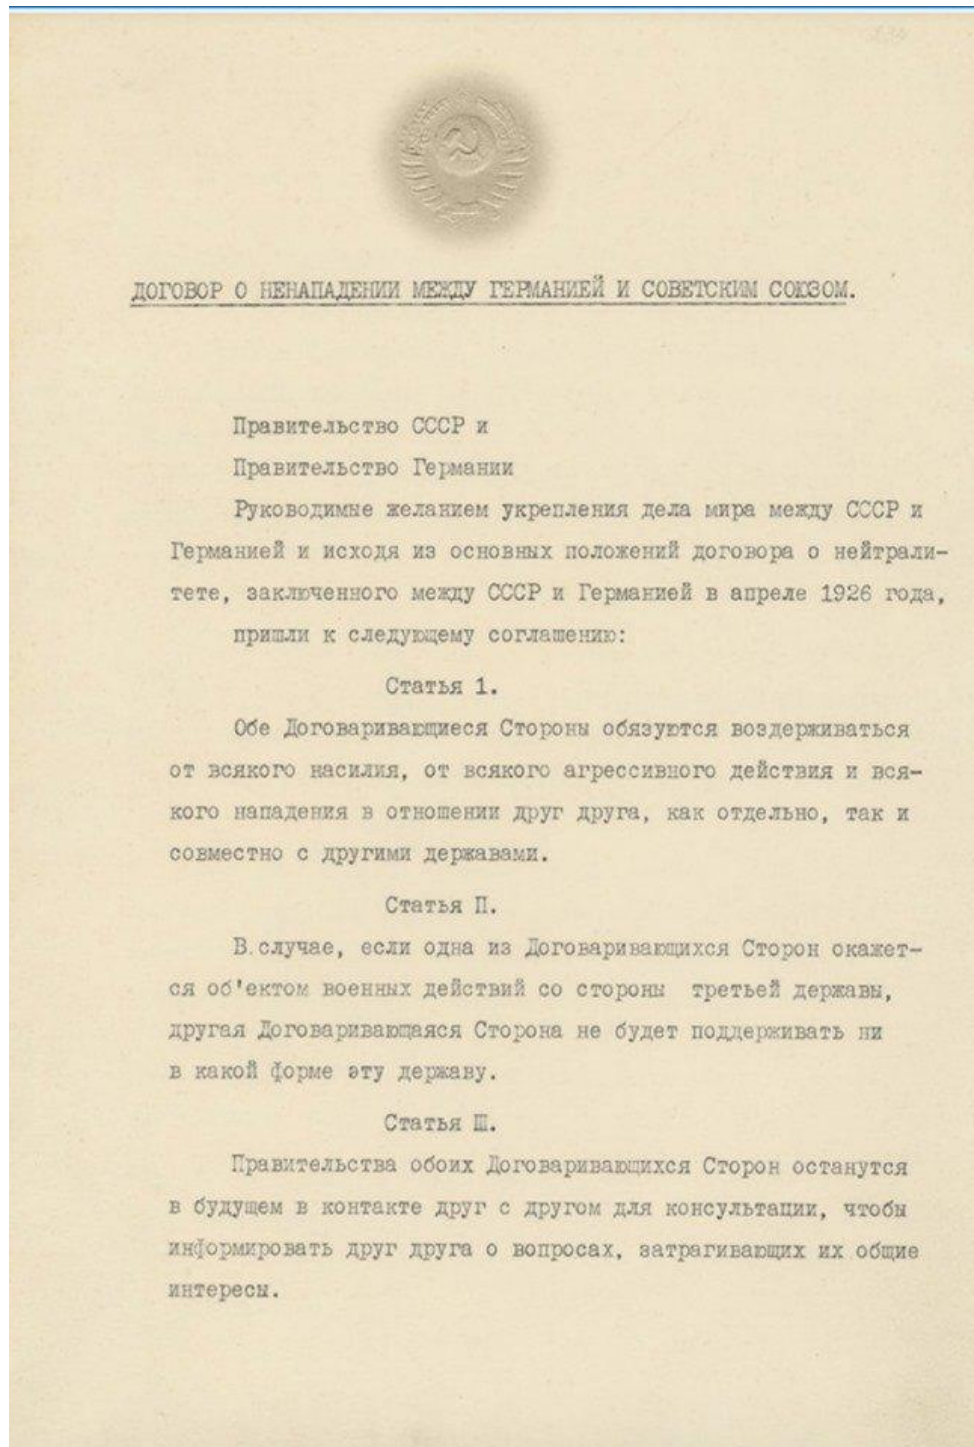 ДОГОВОР О НЕНАПАДЕНИИ МЕЖДУ ГЕРМАНИЕЙ И СОВЕТСКИМ СОЮЗОМ.
Правительство СССР и
Правительство Германии
Руководимые желанием укрепления дела мира между СССР и
Германией и исходя из основных положений договора о нейтрали-
тете, заключенного между СССР и Германией в апреле 1926 года,
пришли к следующему соглашению:
Статья 1.
Обе Договаривающиеся Стороны обязуются воздерживаться
от всякого насилия, от всякого агрессивного действия и вся-
кого нападения в отношении друг друга, как отдельно, так и
совместно с другими державами.
Статья П.
В случае, если одна из Договаривающихся Сторон окажет-
ся об'ектом военных действий со стороны третьей державы,
другая Договаривающаяся Сторона не будет поддерживать ни
в какой форме эту державу.
Статья Ш.
Правительства обоих Договаривающихся Сторон останутся
в будущем в контакте друг с другом для консультации, чтобы
информировать друг друга о вопросах, затрагивающих их общие
интересы.